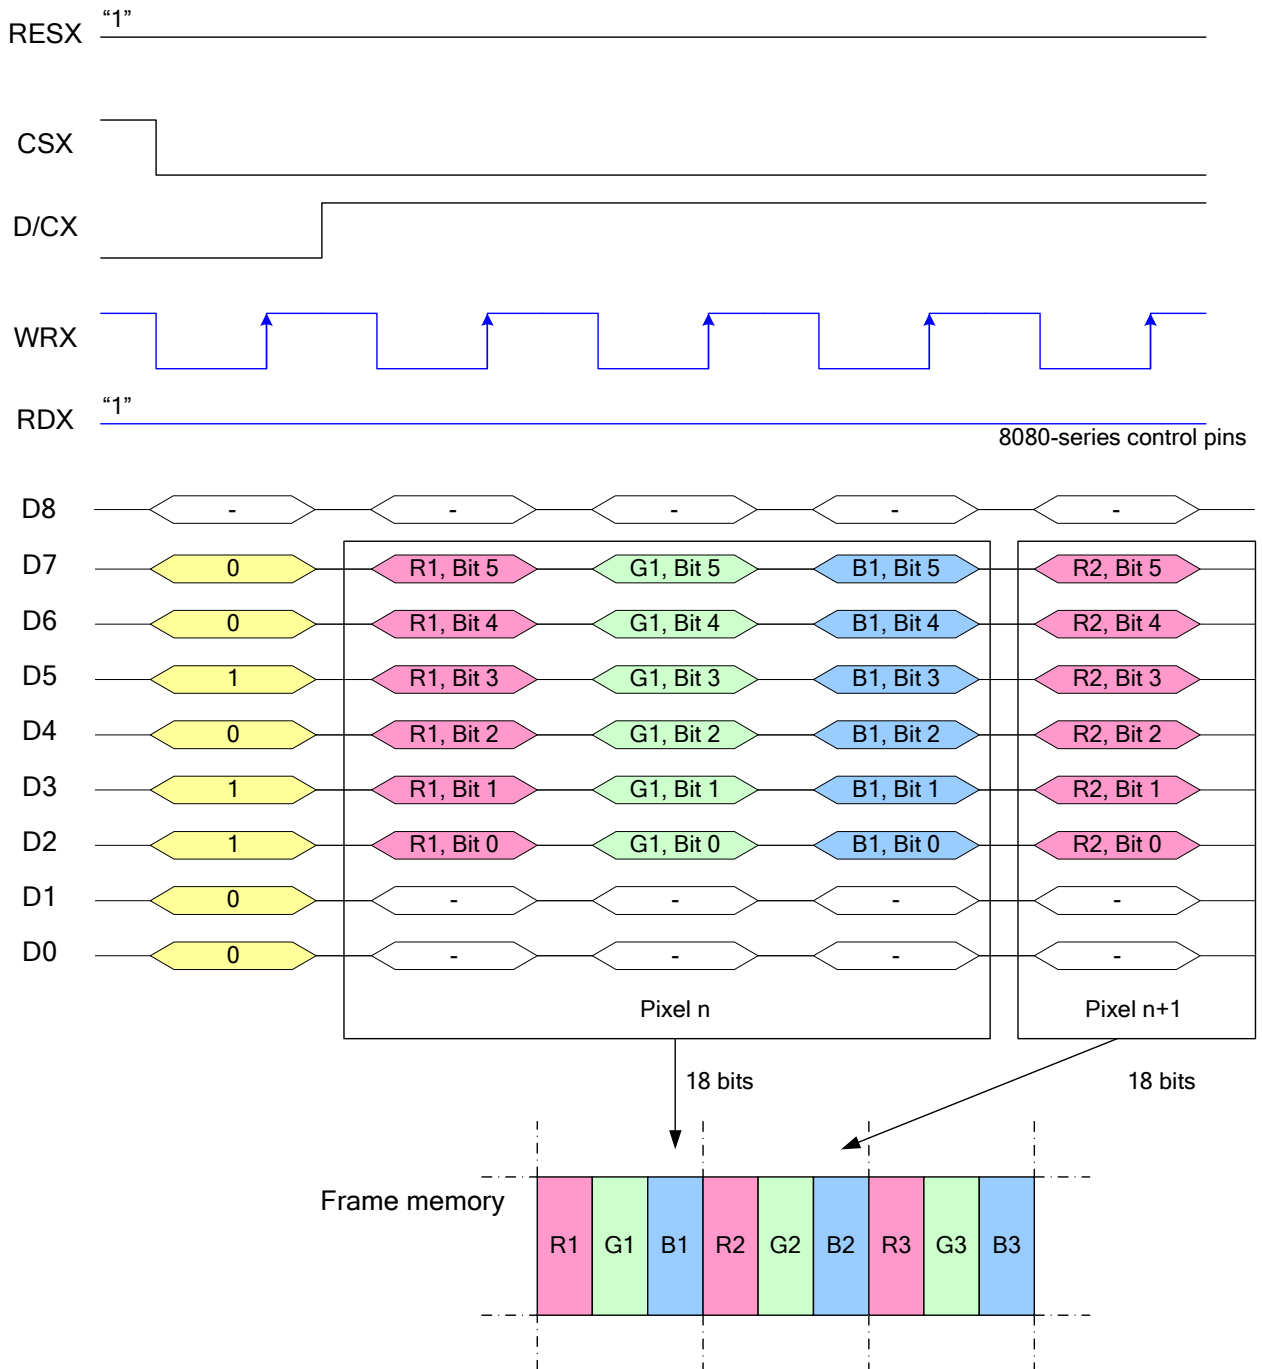 RESX “1”
CSX
D/CX
WRX
RDX “1”
8080-series control pins
D8 - - - - -
D7 0 R1, Bit 5 G1, Bit 5 B1, Bit 5 R2, Bit 5
D6 0 R1, Bit 4 G1, Bit 4 B1, Bit 4 R2, Bit 4
D5 1 R1, Bit 3 G1, Bit 3 B1, Bit 3 R2, Bit 3
D4 0 R1, Bit 2 G1, Bit 2 B1, Bit 2 R2, Bit 2
D3 1 R1, Bit 1 G1, Bit 1 B1, Bit 1 R2, Bit 1
D2 1 R1, Bit 0 G1, Bit 0 B1, Bit 0 R2, Bit 0
D1 0 - - - -
D0 0 - - - -
Pixel n Pixel n+1
18 bits 18 bits
Frame memory
R1 G1 B1 R2 G2 B2 R3 G3 B3